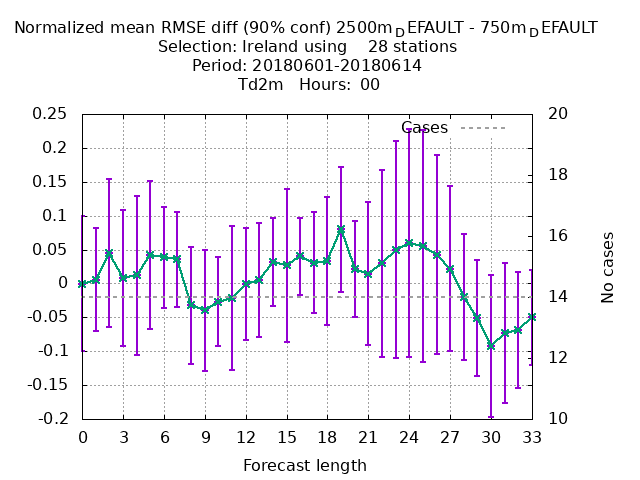 Normalized mean RMSE diff (90% conf) 2500m_DEFAULT - 750m_DEFAULT
Selection: Ireland using    28 stations
Period: 20180601-20180614
Td2m   Hours:  00
0.25
0.2
0.15
0.1
0.05
0
-0.05
-0.1
-0.15
-0.2
Cases
20
18
16
14
12
10
No cases
0 3 6 9 12 15 18 21 24 27 30 33
Forecast length